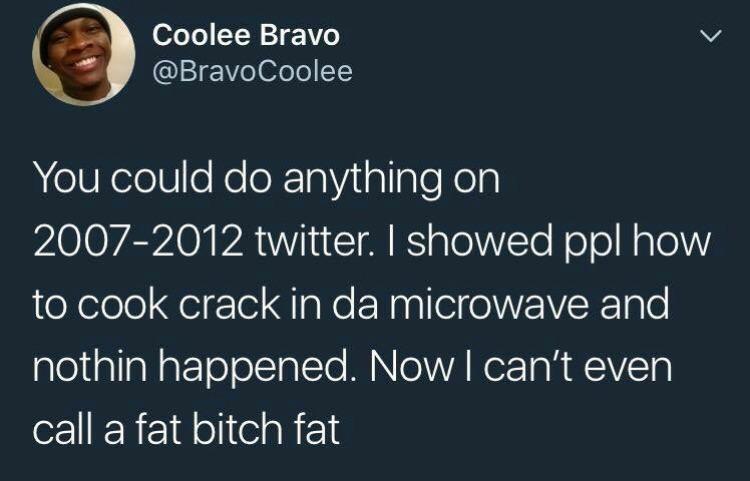 Coolee Bravo
@BravoCoolee
You could do anything on
2007-2012 twitter. I showed ppl how
to cook crack in da microwave and
nothin happened. Now I can't even
call a fat bitch fat